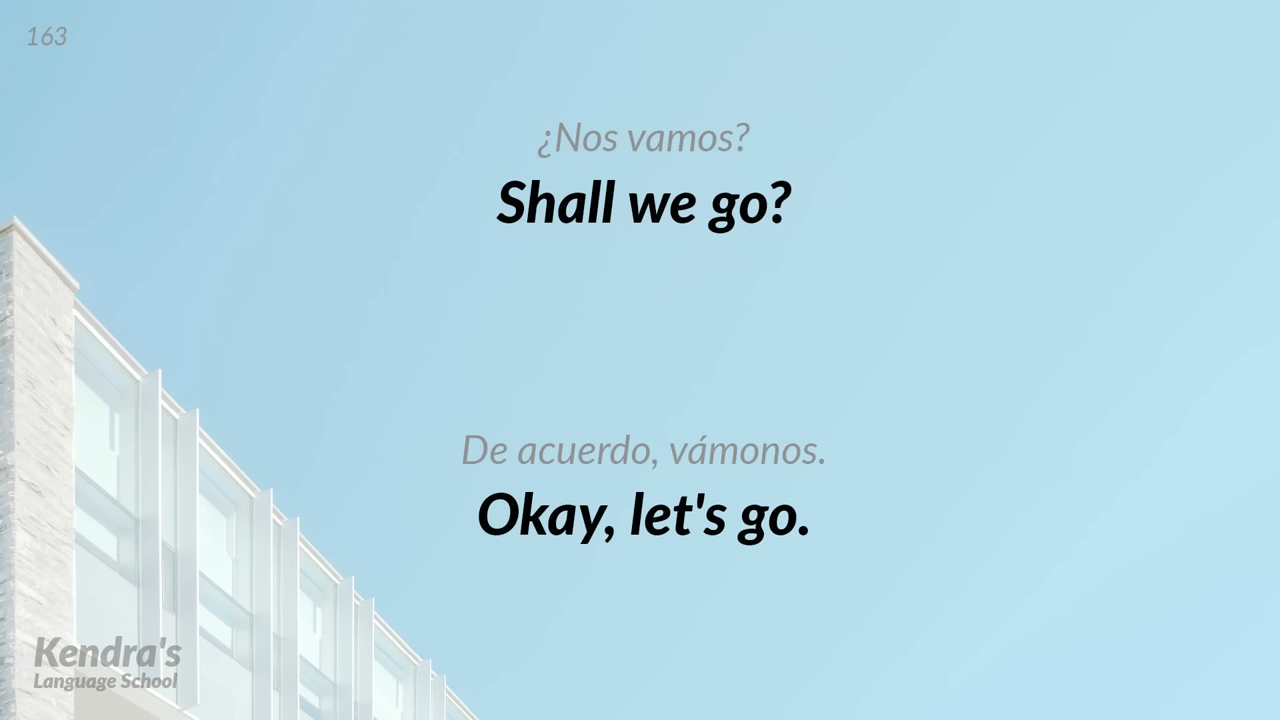 163
¿Nos vamos?
Shall we go?
De acuerdo, vámonos.
Okay, let's go.
Kendra's
Language School